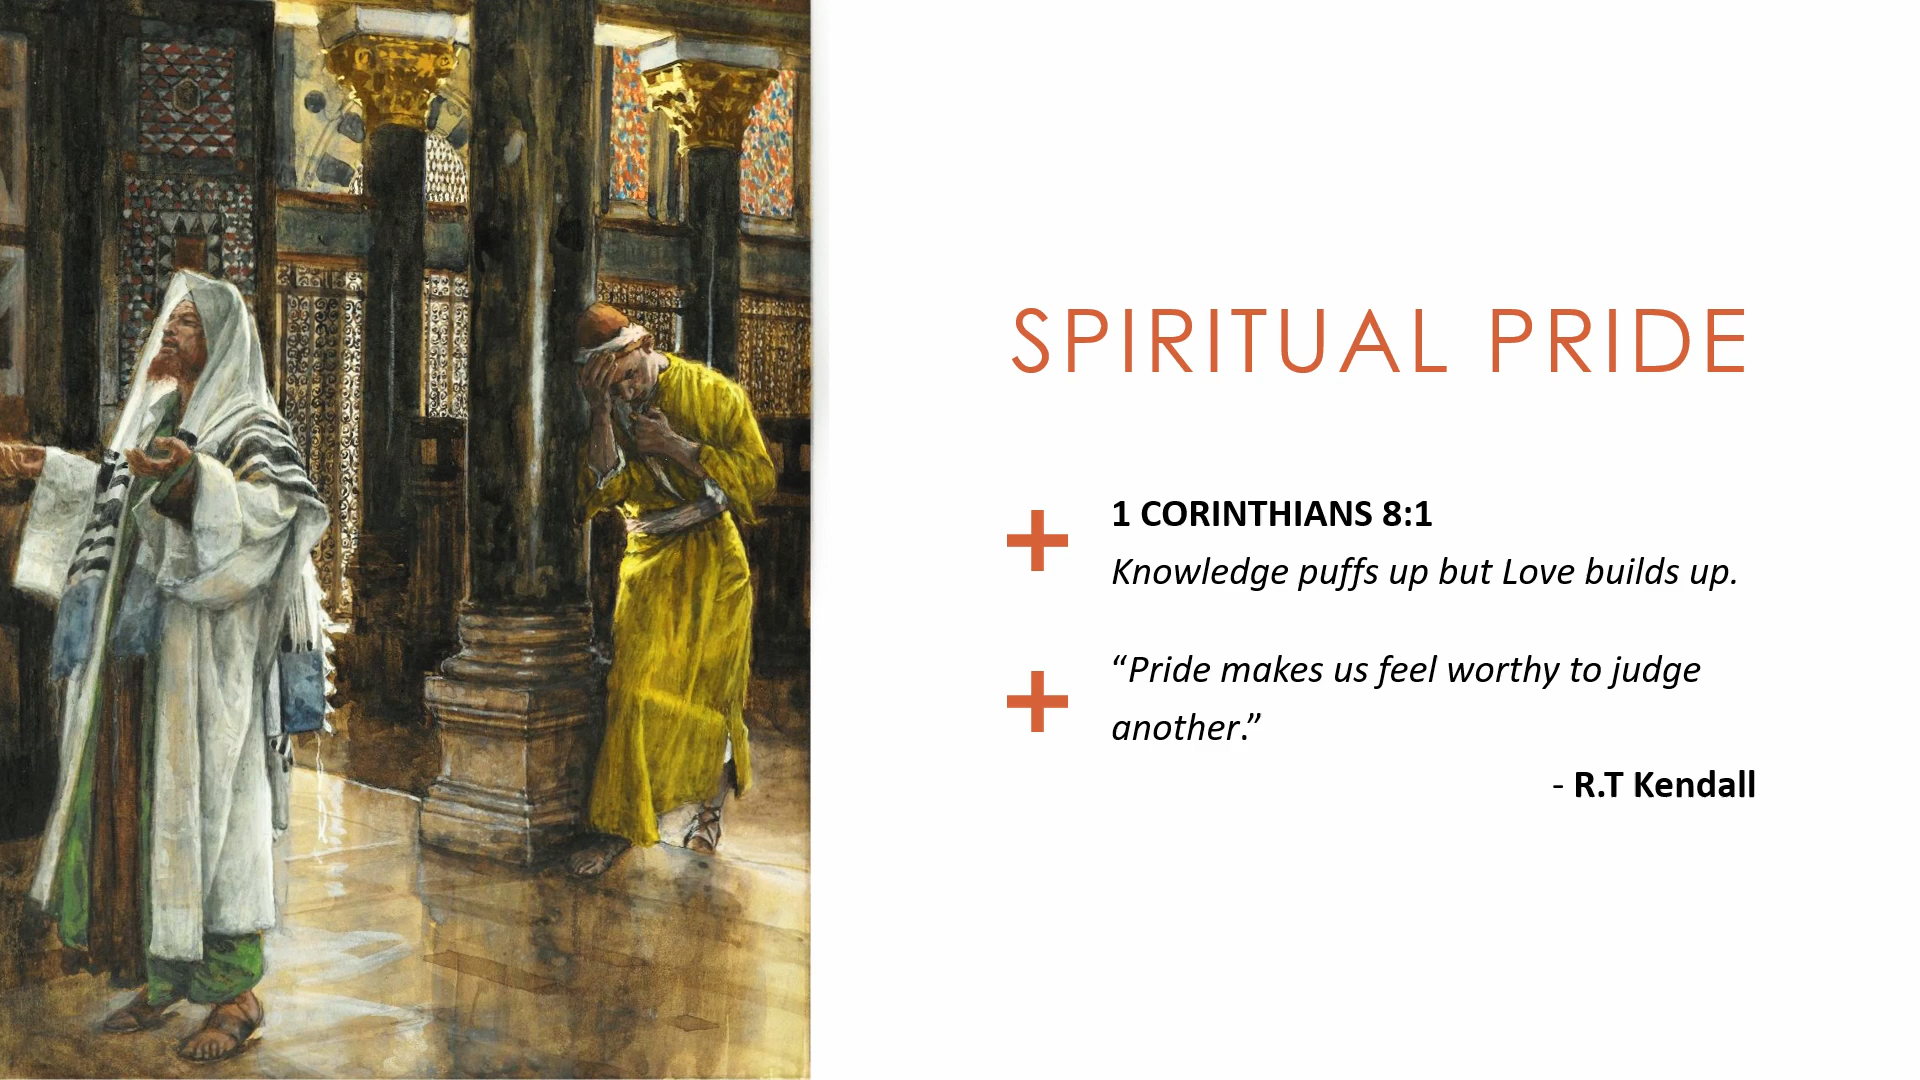 SPIRITUAL PRIDE
1 CORINTHIANS 8:1
Knowledge puffs up but Love builds up.
“Pride makes us feel worthy to judge
another.”
- R.T Kendall